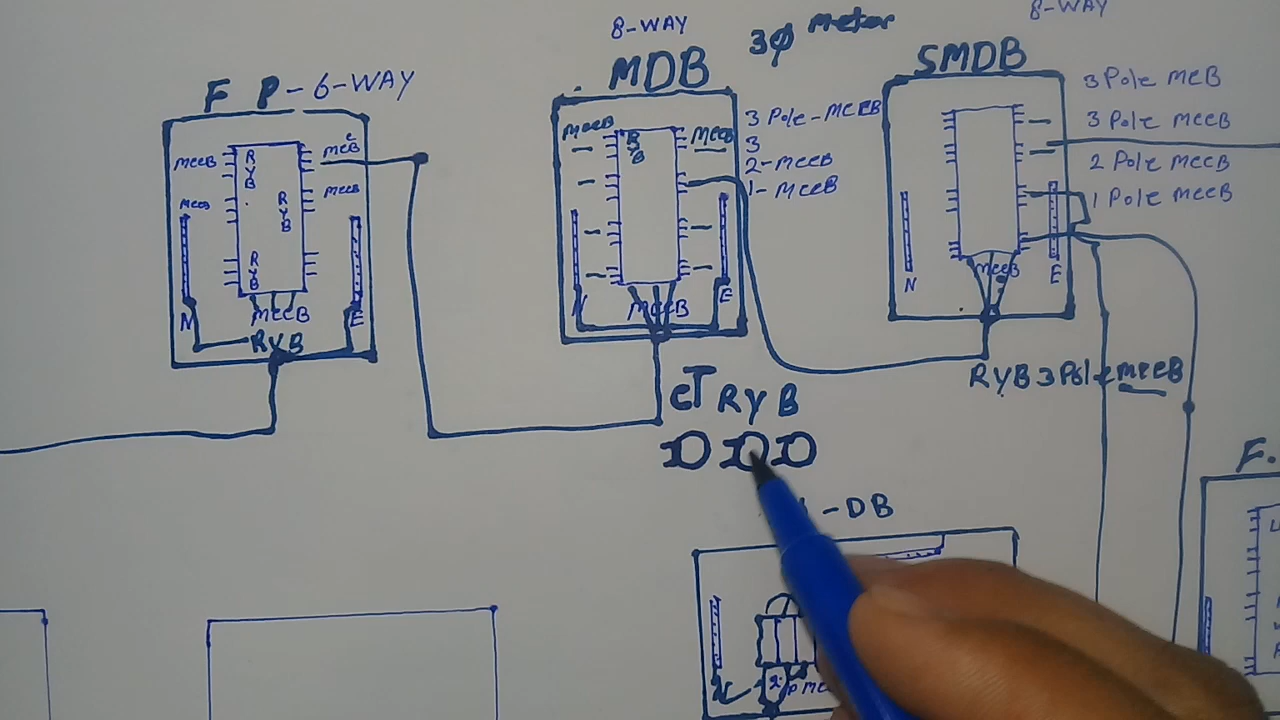 F P-6-WAY
MCCB
MCCB
MCCB
MCCB
R
Y
B
R
Y
B
R
Y
B
MCCB
N
E
RYB
8-WAY
MDB
3φ Meter
MCCB
MCCB
R
Y
B
3 Pole-MCCB
3
2-MCCB
1-MCCB
N
MCCB
E
CT RYB
8-WAY
SMDB
3 Pole MCB
3 Pole MCCB
2 Pole MCCB
1 Pole MCCB
N
MCCB
E
RYB 3 Pole MCCB
-DB
N
2
P
F.